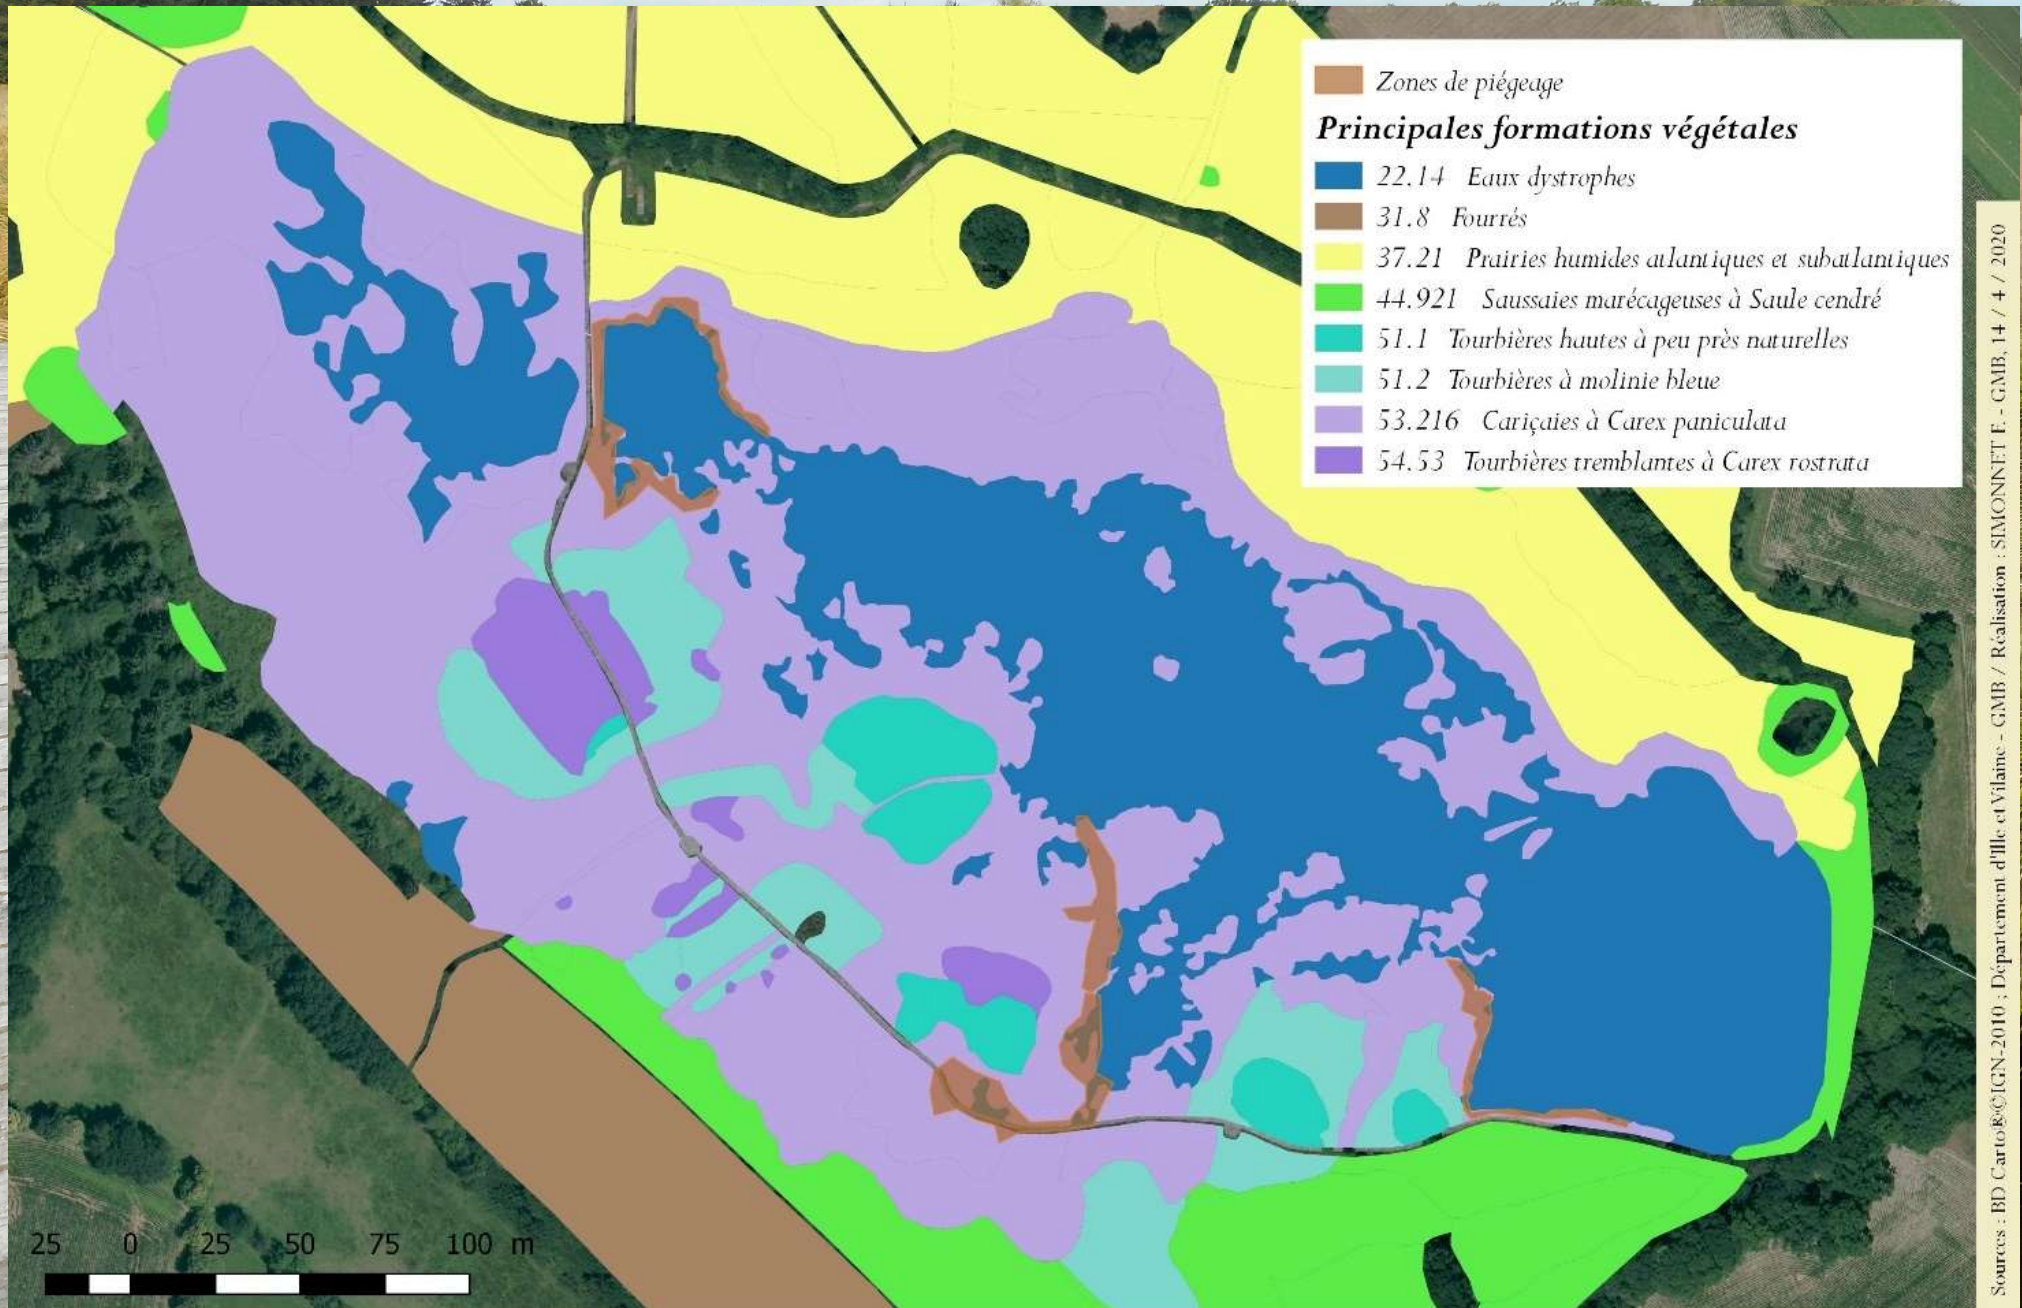 Zones de piégeage
Principales formations végétales
22.14 Eaux dystrophes
31.8 Fourrés
37.21 Prairies humides atlantiques et subatlantiques
44.921 Saussaies marécageuses à Saule cendré
51.1 Tourbières hautes à peu près naturelles
51.2 Tourbières à molinie bleue
53.216 Cariçaies à Carex paniculata
54.53 Tourbières tremblantes à Carex rostrata
25 0 25 50 75 100 m
Sources : BD Carto®©IGN-2010 ; Département d'Ille et Vilaine - GMB / Réalisation : SIMONNET F. - GMB, 14 / 4 / 2020